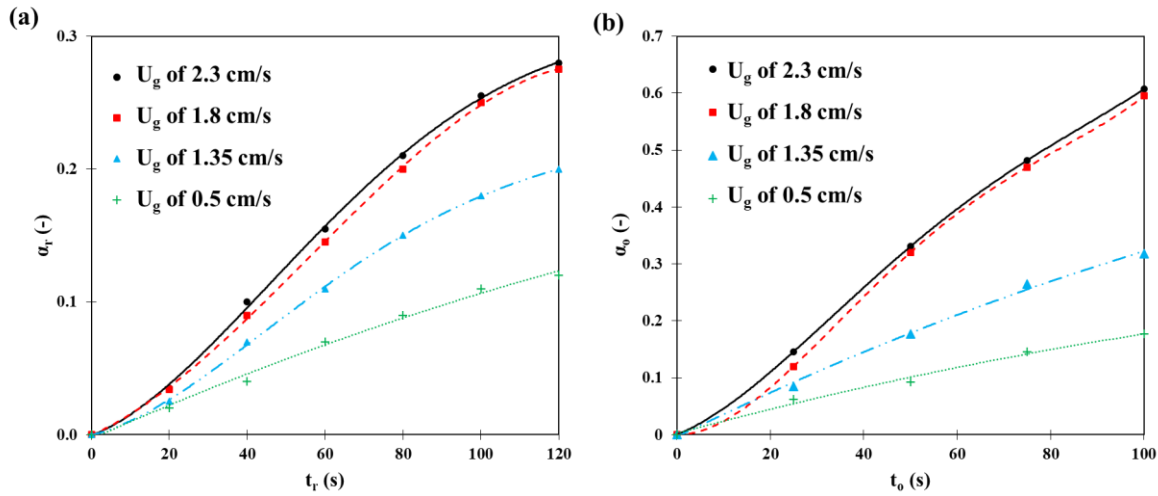 (a)
0.3
0.2
0.1
0.0
α_r (-)
U_g of 2.3 cm/s
U_g of 1.8 cm/s
U_g of 1.35 cm/s
U_g of 0.5 cm/s
0 20 40 60 80 100 120
t_r (s)
(b)
0.7
0.6
0.5
0.4
0.3
0.2
0.1
0
α_o (-)
U_g of 2.3 cm/s
U_g of 1.8 cm/s
U_g of 1.35 cm/s
U_g of 0.5 cm/s
0 20 40 60 80 100
t_o (s)